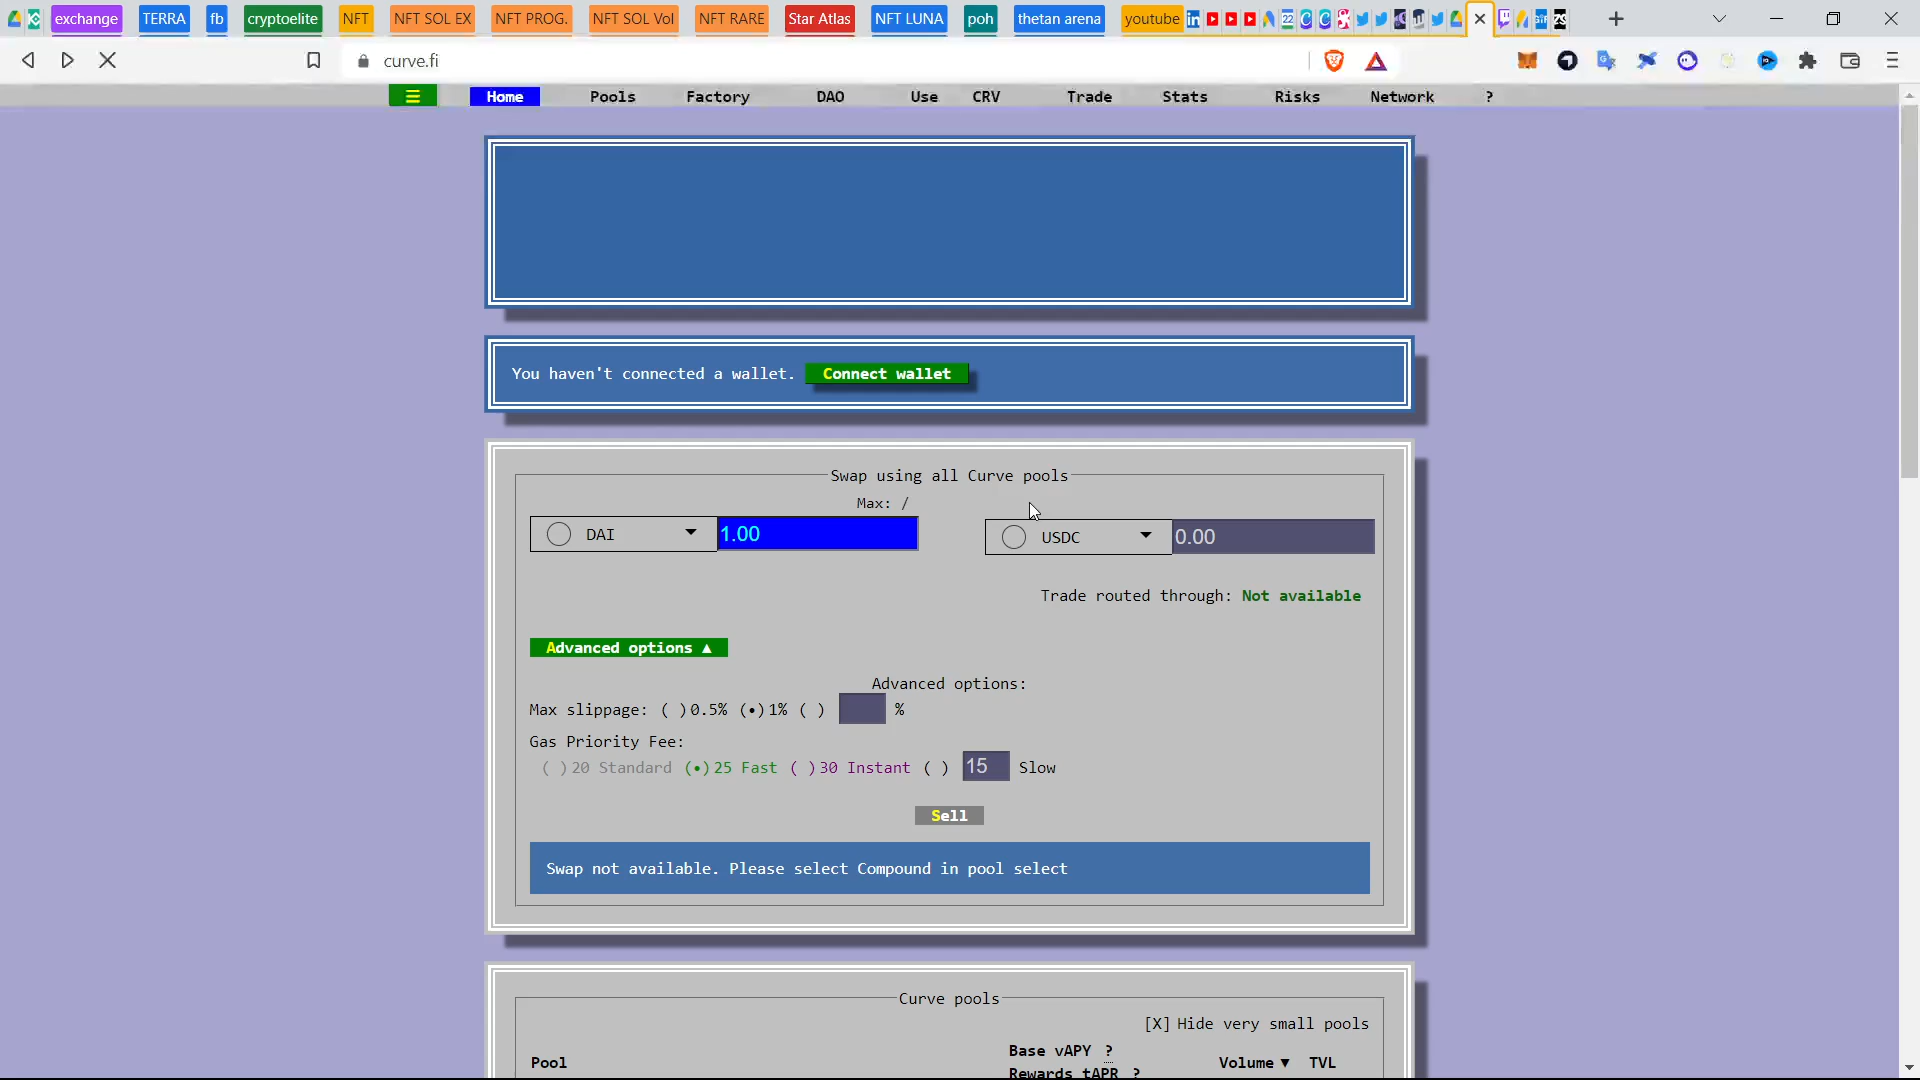 exchange TERRA fb cryptoelite NFT NFT SOL EX NFT PROG. NFT SOL Vol NFT RARE Star Atlas NFT LUNA poh thetan arena youtube
curve.fi
Home Pools Factory DAO Use CRV Trade Stats Risks Network ?
You haven't connected a wallet. Connect wallet
Swap using all Curve pools
Max: /
DAI 1.00 USDC 0.00
Trade routed through: Not available
Advanced options ▲
Advanced options:
Max slippage: ( )0.5% (•)1% ( ) %
Gas Priority Fee:
( )20 Standard (•)25 Fast ( )30 Instant ( ) 15 Slow
Sell
Swap not available. Please select Compound in pool select
Curve pools
[X] Hide very small pools
Base vAPY ?
Pool Volume ▼ TVL
Rewards tAPR ?